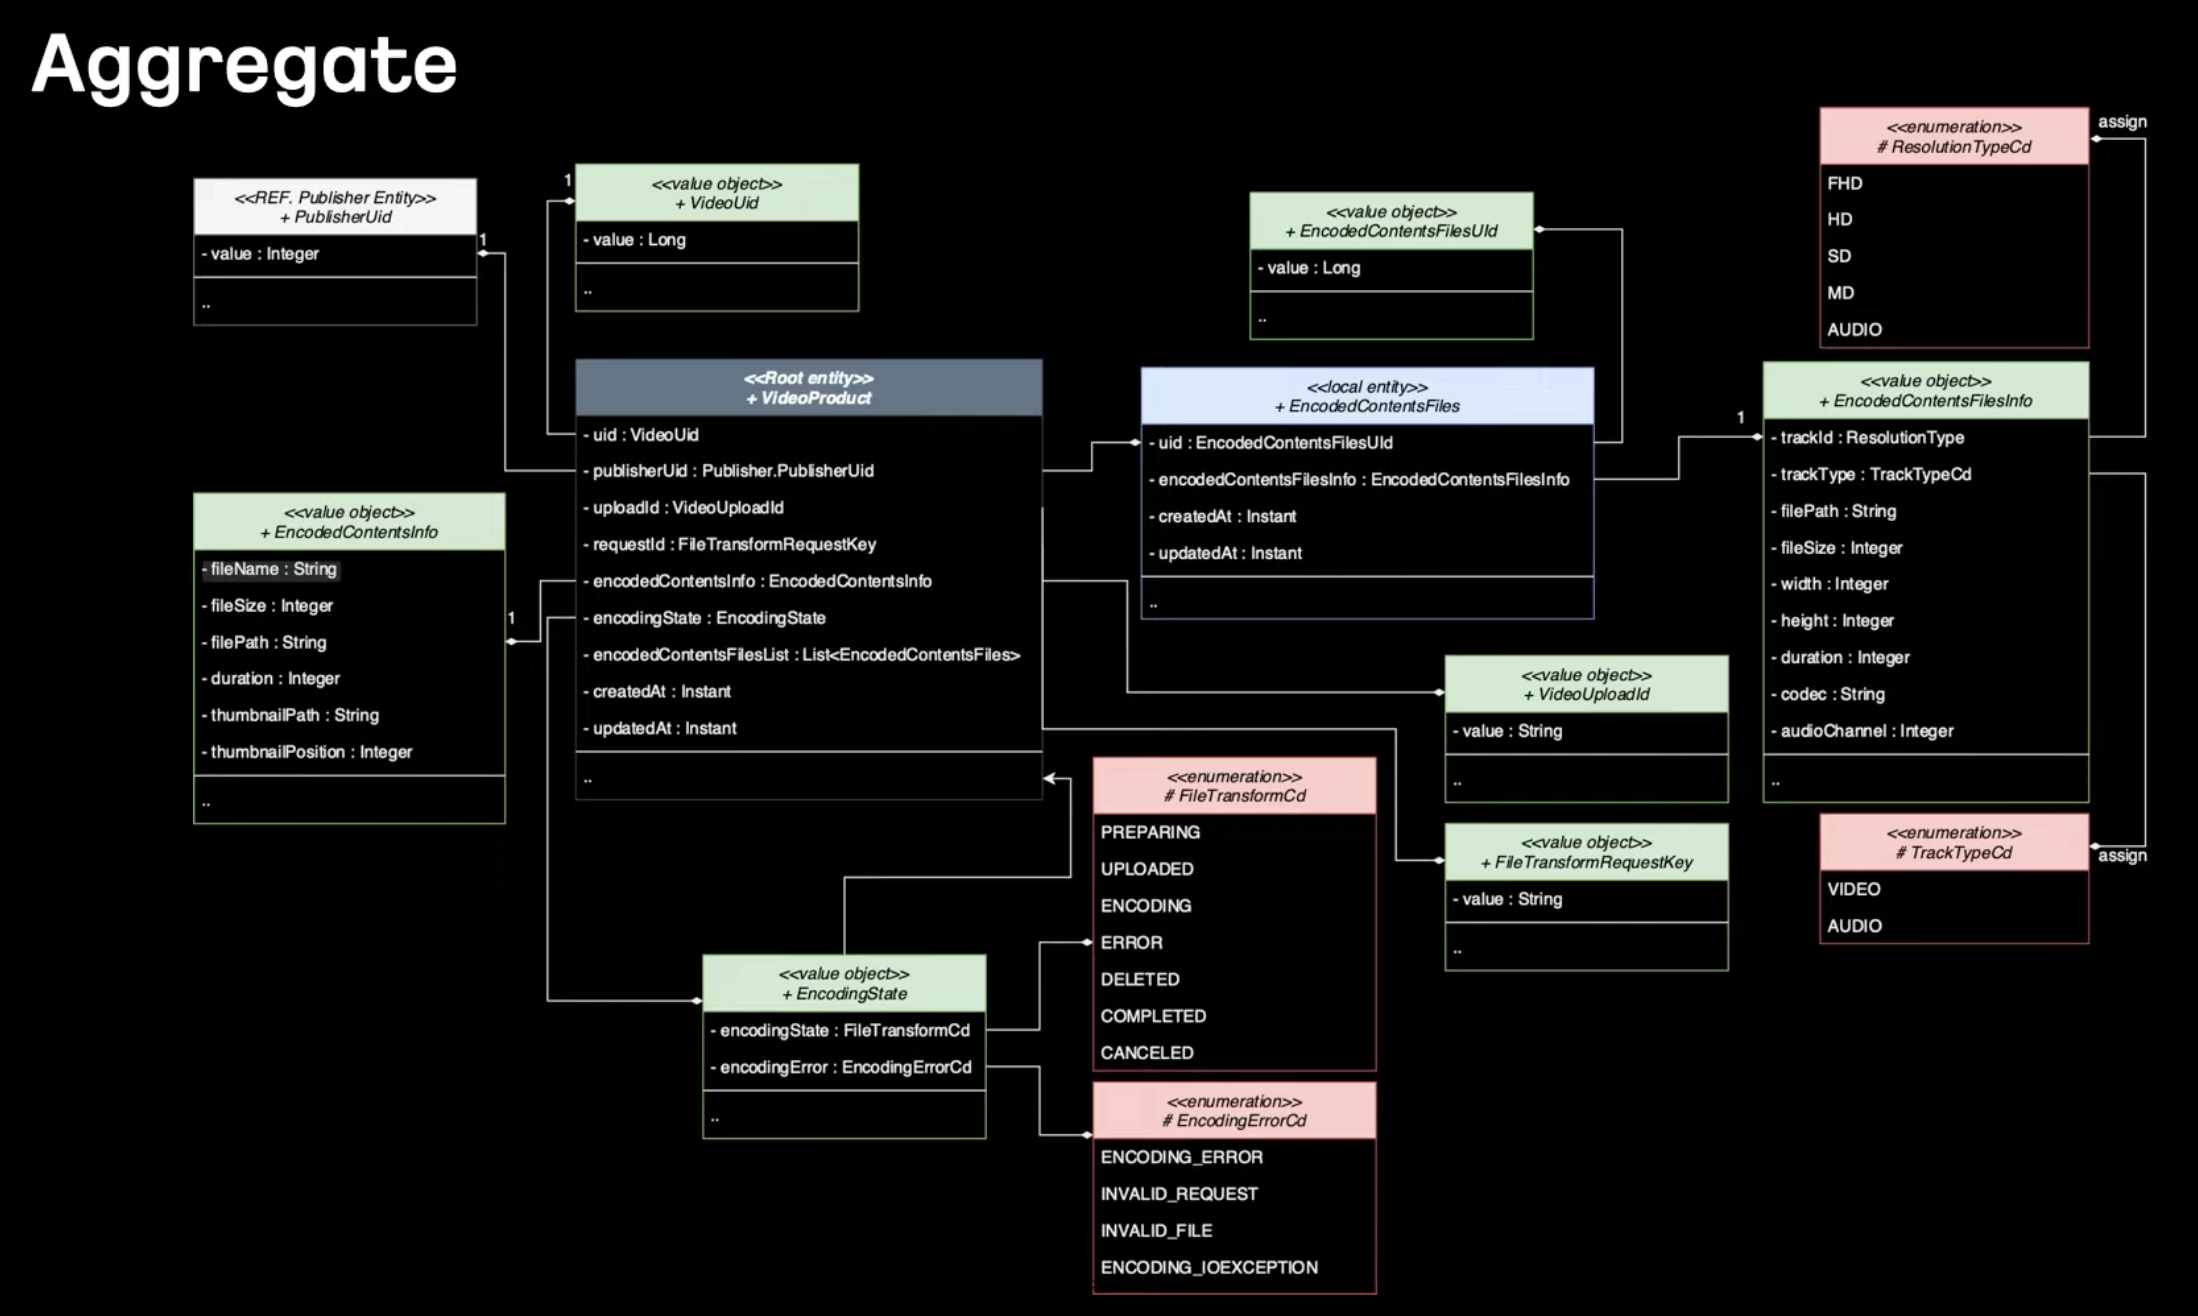 Aggregate
<<REF. Publisher Entity>>
+ PublisherUid
- value : Integer
..
1
1
<<value object>>
+ VideoUid
- value : Long
..
<<value object>>
+ EncodedContentsInfo
- fileName : String
- fileSize : Integer
- filePath : String
- duration : Integer
- thumbnailPath : String
- thumbnailPosition : Integer
..
1
<<Root entity>>
+ VideoProduct
- uid : VideoUid
- publisherUid : Publisher.PublisherUid
- uploadId : VideoUploadId
- requestId : FileTransformRequestKey
- encodedContentsInfo : EncodedContentsInfo
- encodingState : EncodingState
- encodedContentsFilesList : List<EncodedContentsFiles>
- createdAt : Instant
- updatedAt : Instant
..
<<value object>>
+ EncodingState
- encodingState : FileTransformCd
- encodingError : EncodingErrorCd
..
<<enumeration>>
# FileTransformCd
PREPARING
UPLOADED
ENCODING
ERROR
DELETED
COMPLETED
CANCELED
<<enumeration>>
# EncodingErrorCd
ENCODING_ERROR
INVALID_REQUEST
INVALID_FILE
ENCODING_IOEXCEPTION
<<value object>>
+ EncodedContentsFilesUId
- value : Long
..
<<local entity>>
+ EncodedContentsFiles
- uid : EncodedContentsFilesUId
- encodedContentsFilesInfo : EncodedContentsFilesInfo
- createdAt : Instant
- updatedAt : Instant
..
<<value object>>
+ VideoUploadId
- value : String
..
<<value object>>
+ FileTransformRequestKey
- value : String
..
<<enumeration>>
# ResolutionTypeCd
FHD
HD
SD
MD
AUDIO
assign
1
<<value object>>
+ EncodedContentsFilesInfo
- trackId : ResolutionType
- trackType : TrackTypeCd
- filePath : String
- fileSize : Integer
- width : Integer
- height : Integer
- duration : Integer
- codec : String
- audioChannel : Integer
..
<<enumeration>>
# TrackTypeCd
VIDEO
AUDIO
assign